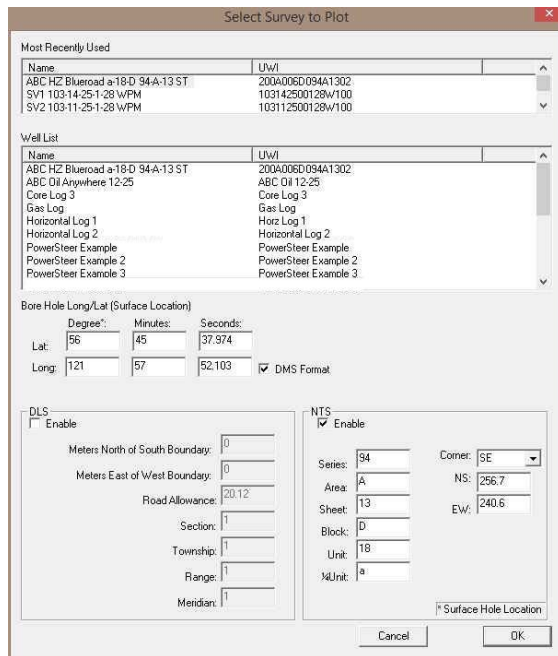 Select Survey to Plot
Most Recently Used
Name UWI
ABC HZ Blueroad a-18-D 94-A-13 ST 200A006D094A1302
SV1 103-14-25-1-28 WPM 103142500128W100
SV2 103-11-25-1-28 WPM 103112500128W100
Well List
Name UWI
ABC HZ Blueroad a-18-D 94-A-13 ST 200A006D094A1302
ABC Oil Anywhere 12-25 ABC Oil 12-25
Core Log 3 Core Log 3
Gas Log Gas Log
Horizontal Log 1 Horz Log 1
Horizontal Log 2 Horizontal Log 2
PowerSteer Example PowerSteer Example
PowerSteer Example 2 PowerSteer Example 2
PowerSteer Example 3 PowerSteer Example 3
Bore Hole Long/Lat (Surface Location)
Degree*: Minutes: Seconds:
Lat: 56 45 37.974
Long: 121 57 52.103 DMS Format
DLS
Enable
Meters North of South Boundary: 0
Meters East of West Boundary: 0
Road Allowance: 20.12
Section: 1
Township: 1
Range: 1
Meridian: 1
NTS
Enable
Series: 94
Area: A
Sheet: 13
Block: D
Unit: 18
¼Unit: a
Corner: SE
NS: 256.7
EW: 240.6
* Surface Hole Location
Cancel OK